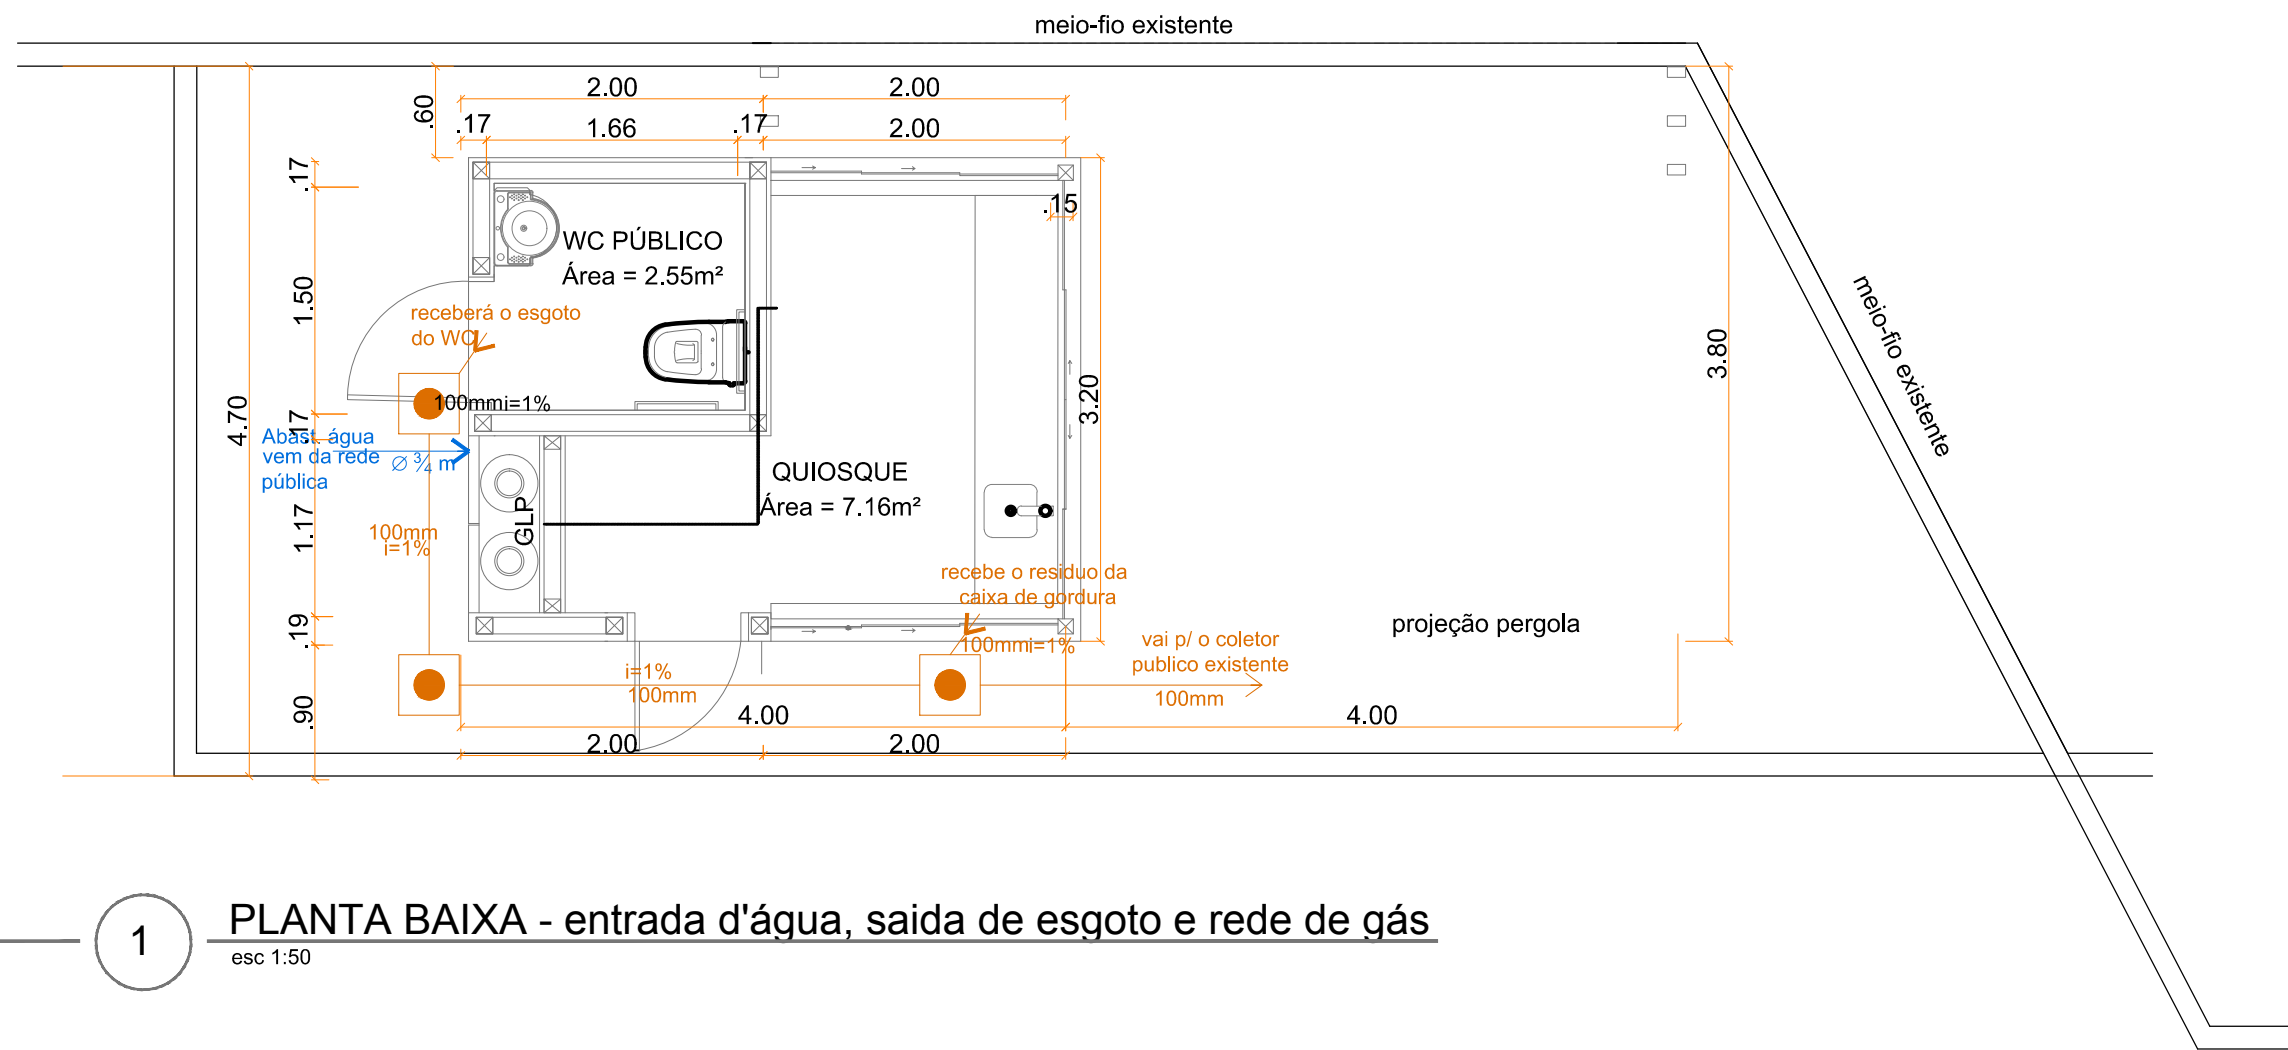 meio-fio existente
2.00
2.00
.60
.17
1.66
.17
2.00
.17
.15
WC PÚBLICO
Área = 2.55m²
1.50
receberá o esgoto
do WC
meio-fio existente
3.80
3.20
4.70
100mmi=1%
.17
Abast. água
vem da rede
pública
Ø ¾ m
QUIOSQUE
Área = 7.16m²
GLP
1.17
100mm
i=1%
recebe o residuo da
caixa de gordura
.19
100mmi=1%
projeção pergola
vai p/ o coletor
publico existente
100mm
i=1%
100mm
.90
4.00
4.00
2.00
2.00
1
PLANTA BAIXA - entrada d'água, saida de esgoto e rede de gás
esc 1:50